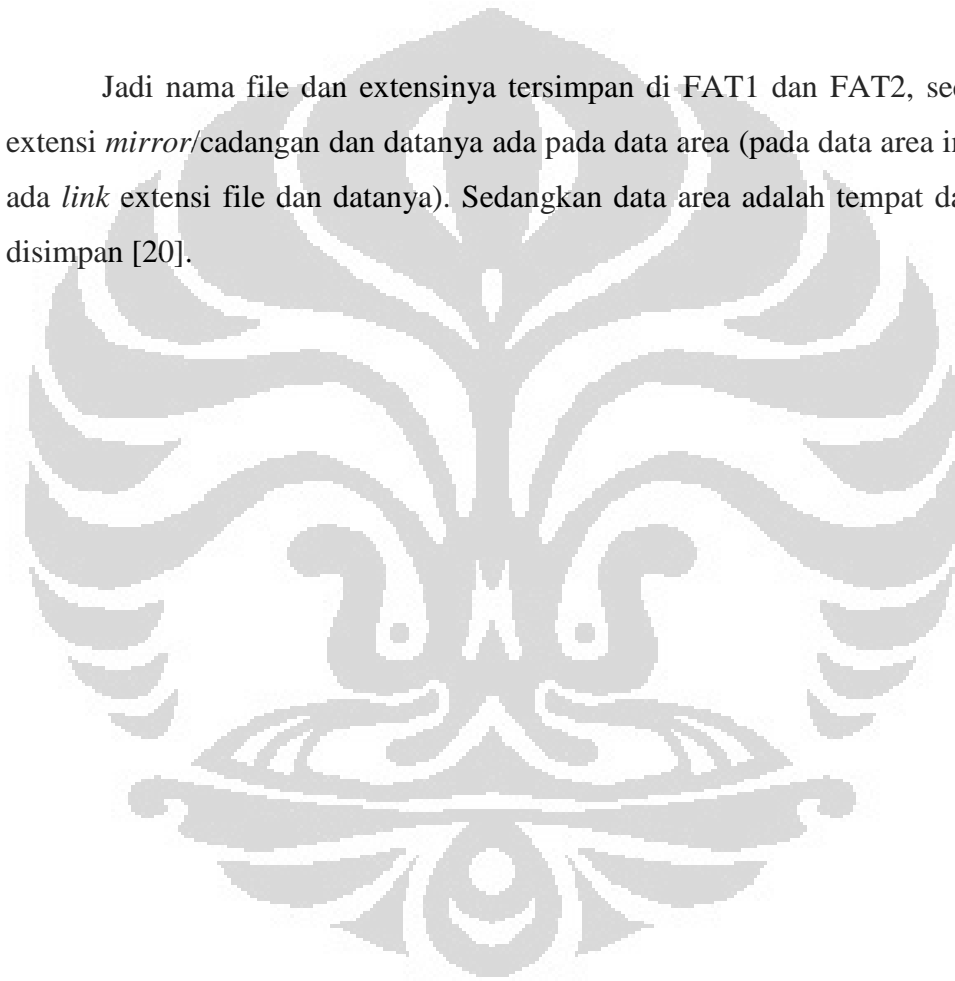 Jadi nama file dan extensinya tersimpan di FAT1 dan FAT2, sec
extensi mirror/cadangan dan datanya ada pada data area (pada data area in
ada link extensi file dan datanya). Sedangkan data area adalah tempat da
disimpan [20].